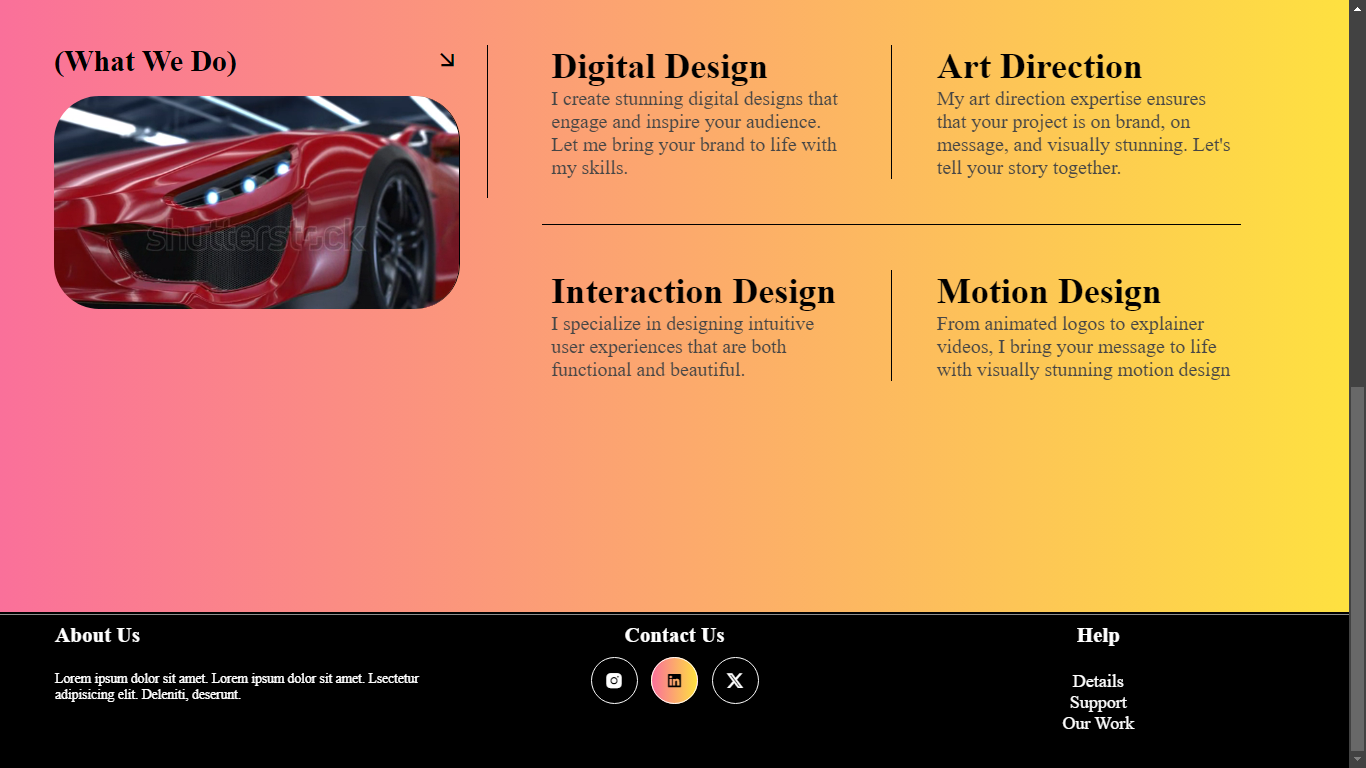 (What We Do)
shutterstock
Digital Design
I create stunning digital designs that
engage and inspire your audience.
Let me bring your brand to life with
my skills.
Art Direction
My art direction expertise ensures
that your project is on brand, on
message, and visually stunning. Let's
tell your story together.
Interaction Design
I specialize in designing intuitive
user experiences that are both
functional and beautiful.
Motion Design
From animated logos to explainer
videos, I bring your message to life
with visually stunning motion design
About Us
Lorem ipsum dolor sit amet. Lorem ipsum dolor sit amet. Lsectetur
adipisicing elit. Deleniti, deserunt.
Contact Us
in
X
Help
Details
Support
Our Work